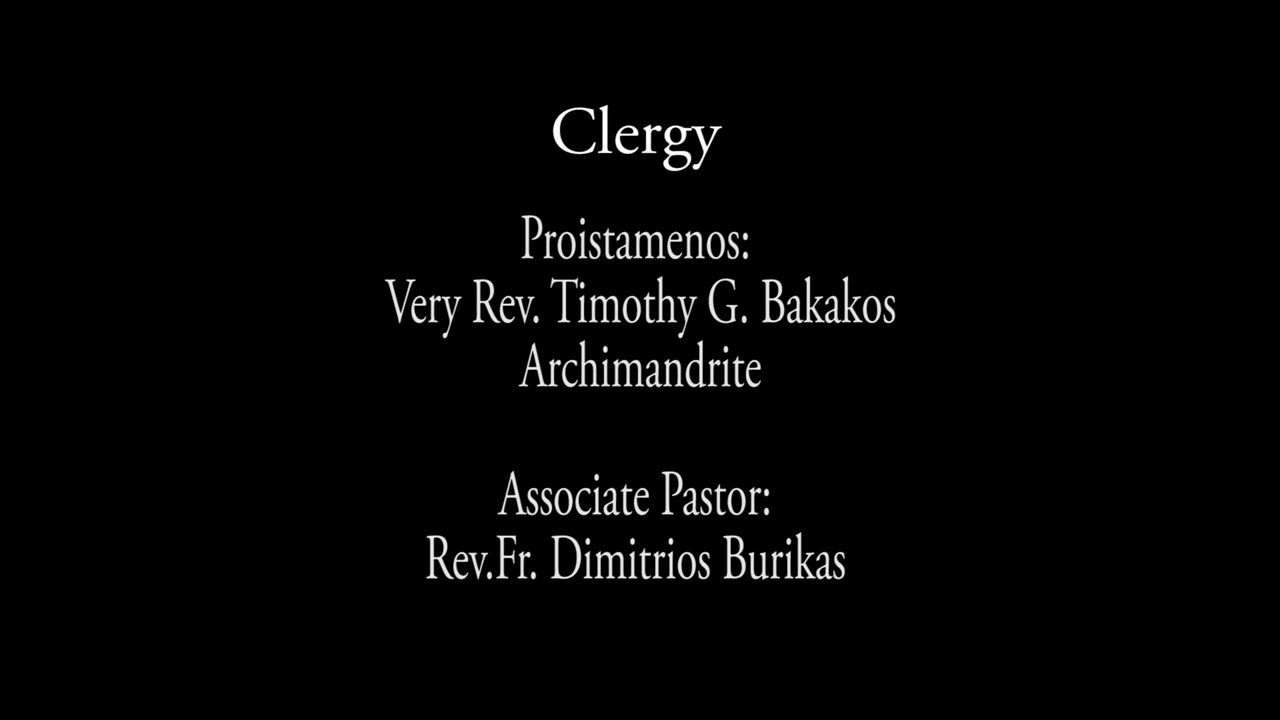 Clergy
Proistamenos:
Very Rev. Timothy G. Bakakos
Archimandrite
Associate Pastor:
Rev.Fr. Dimitrios Burikas